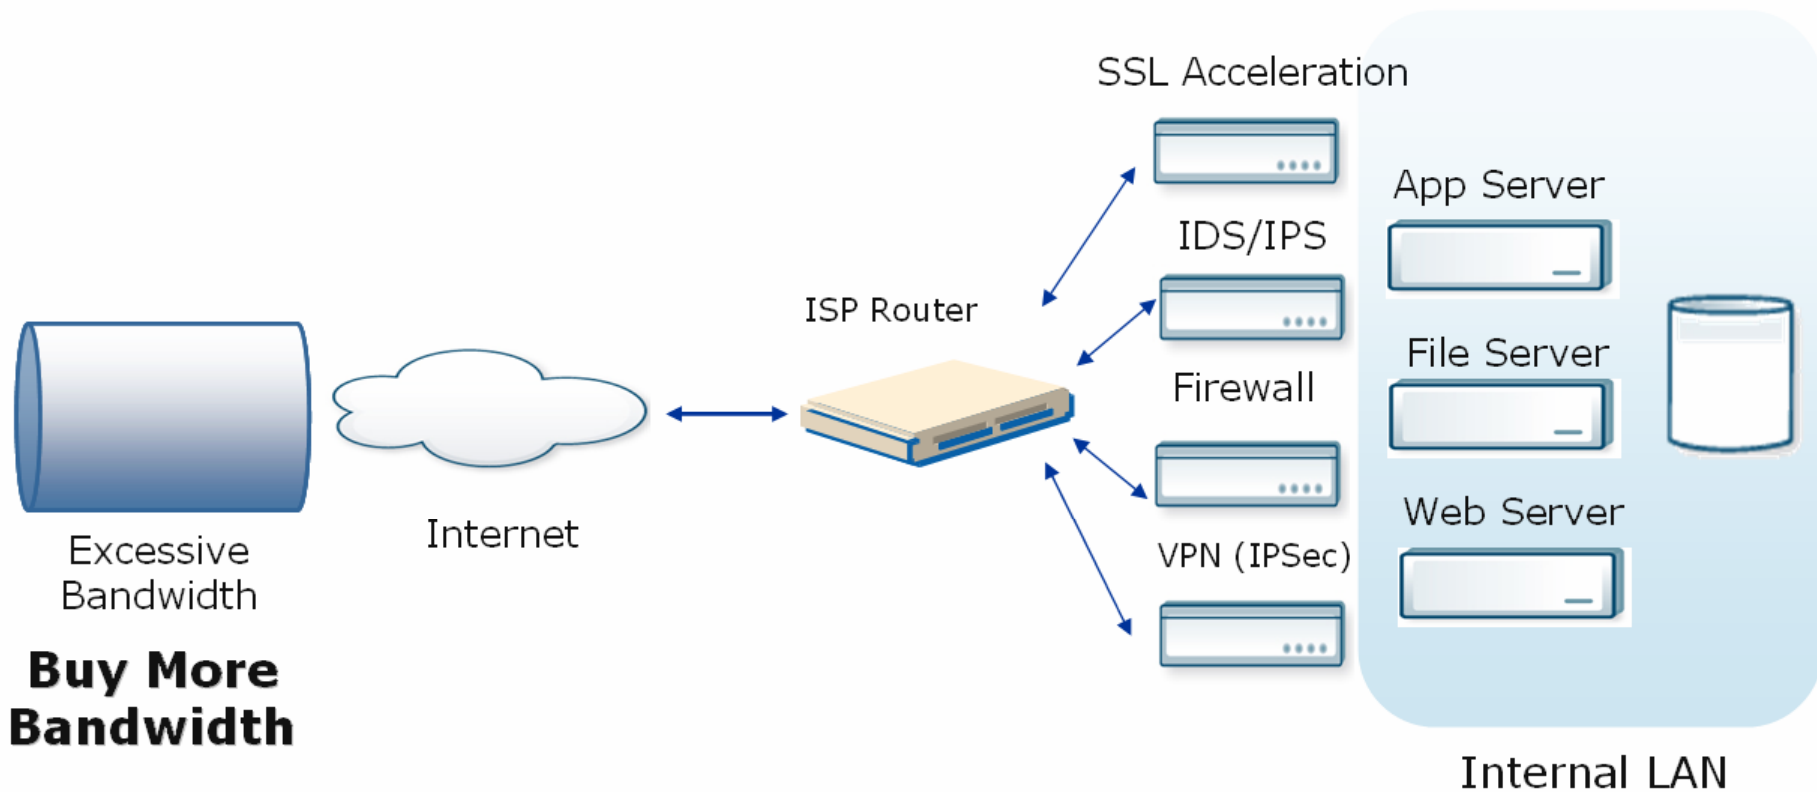 SSL Acceleration
App Server
IDS/IPS
ISP Router
File Server
Firewall
Web Server
Internet
Excessive
Bandwidth
VPN (IPSec)
Buy More
Bandwidth
Internal LAN